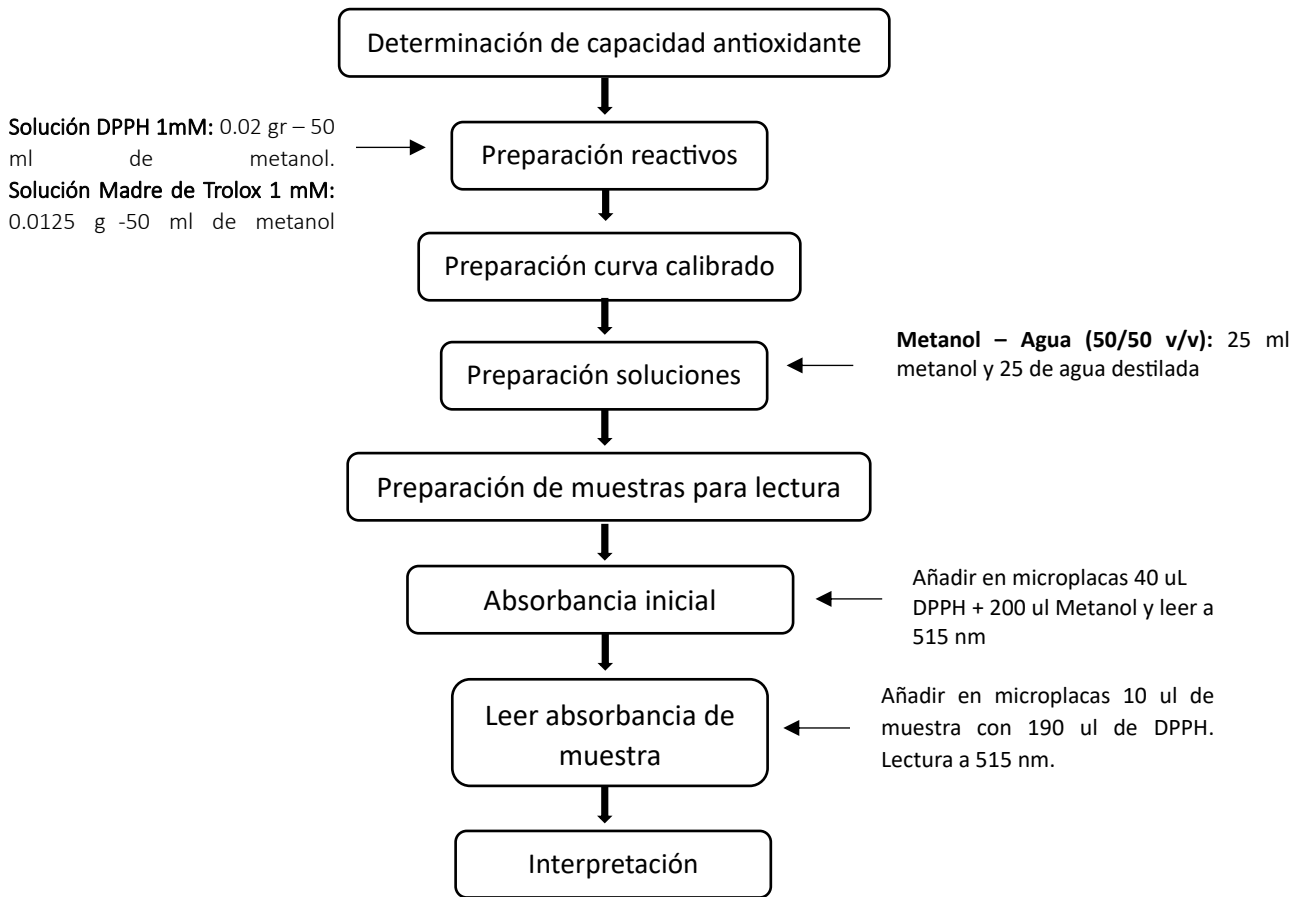 Determinación de capacidad antioxidante
Solución DPPH 1mM: 0.02 gr – 50
ml de metanol.
Solución Madre de Trolox 1 mM:
0.0125 g -50 ml de metanol
Preparación reactivos
Preparación curva calibrado
Preparación soluciones
Metanol – Agua (50/50 v/v): 25 ml
metanol y 25 de agua destilada
Preparación de muestras para lectura
Absorbancia inicial
Añadir en microplacas 40 uL
DPPH + 200 ul Metanol y leer a
515 nm
Leer absorbancia de
muestra
Añadir en microplacas 10 ul de
muestra con 190 ul de DPPH.
Lectura a 515 nm.
Interpretación